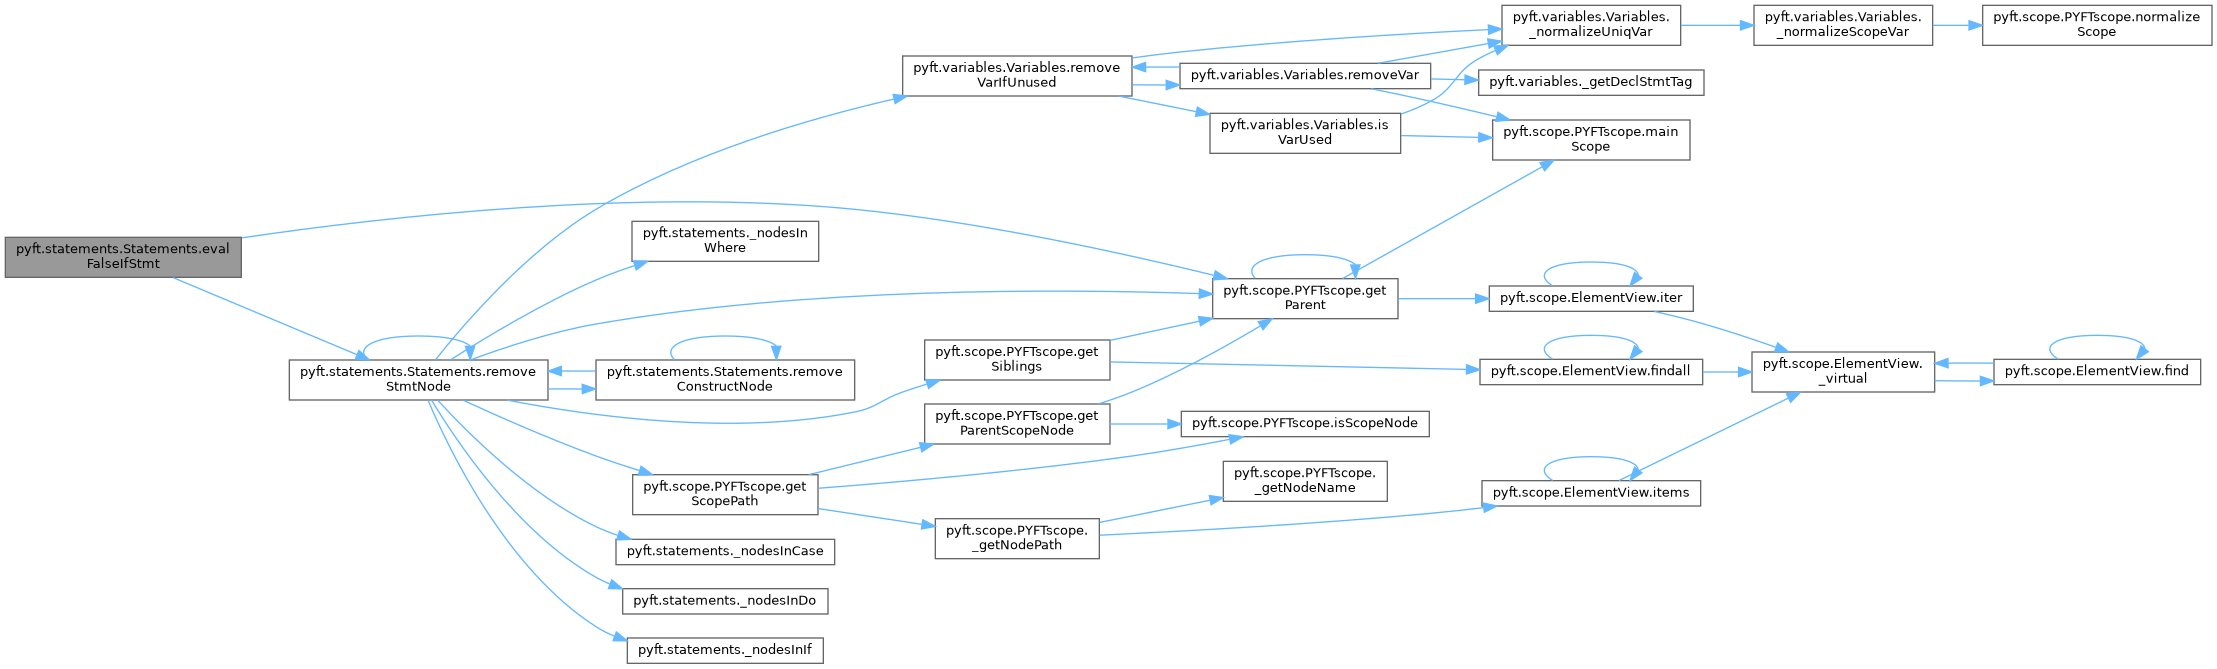 pyft.statements.Statements.eval
FalseIfStmt
pyft.statements.Statements.remove
StmtNode
pyft.statements._nodesIn
Where
pyft.statements.Statements.remove
ConstructNode
pyft.scope.PYFTscope.get
ScopePath
pyft.statements._nodesInCase
pyft.statements._nodesInDo
pyft.statements._nodesInIf
pyft.variables.Variables.remove
VarIfUnused
pyft.scope.PYFTscope.get
Siblings
pyft.scope.PYFTscope.get
ParentScopeNode
pyft.scope.PYFTscope.
_getNodePath
pyft.variables.Variables.removeVar
pyft.variables.Variables.is
VarUsed
pyft.scope.PYFTscope.get
Parent
pyft.scope.PYFTscope.isScopeNode
pyft.scope.PYFTscope.
_getNodeName
pyft.variables.Variables.
_normalizeUniqVar
pyft.variables._getDeclStmtTag
pyft.scope.PYFTscope.main
Scope
pyft.scope.ElementView.iter
pyft.scope.ElementView.findall
pyft.scope.ElementView.items
pyft.variables.Variables.
_normalizeScopeVar
pyft.scope.ElementView.
_virtual
pyft.scope.PYFTscope.normalize
Scope
pyft.scope.ElementView.find